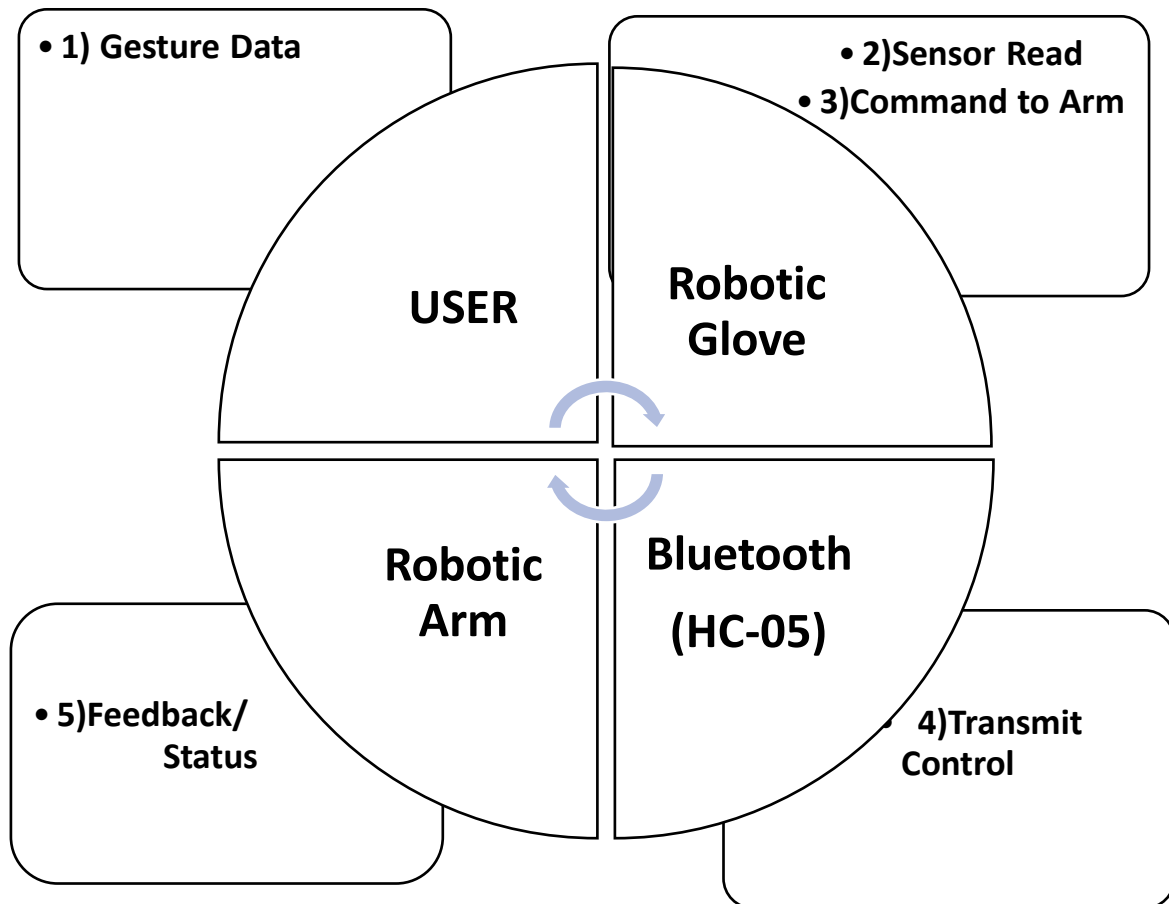 • 1) Gesture Data
• 2)Sensor Read
• 3)Command to Arm
USER
Robotic
Glove
Robotic
Arm
Bluetooth
(HC-05)
• 5)Feedback/
Status
• 4)Transmit
Control